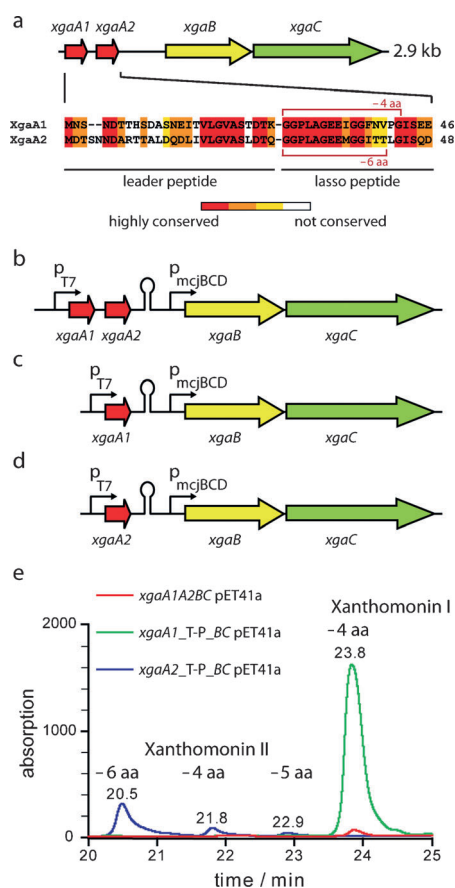 a
xgaA1 xgaA2 xgaB xgaC 2.9 kb
−4 aa
XgaA1 MNS--NDTTHSDASNEITVLGVASTDTK-GGPLAGEEIGGFNVPGISEE 46
XgaA2 MDTSNNDARTTALDQDLIVLGVASLDTQ-GGPLAGEEMGGITTLGISQD 48
−6 aa
leader peptide lasso peptide
highly conserved not conserved
b
pT7 pmcjBCD
xgaA1 xgaA2 xgaB xgaC
c
pT7 pmcjBCD
xgaA1 xgaB xgaC
d
pT7 pmcjBCD
xgaA2 xgaB xgaC
e
xgaA1A2BC pET41a
xgaA1_T-P_BC pET41a
xgaA2_T-P_BC pET41a
Xanthomonin I
−4 aa
23.8
Xanthomonin II
−6 aa −4 aa −5 aa
20.5 21.8 22.9
absorption
2000
1000
0
20 21 22 23 24 25
time / min